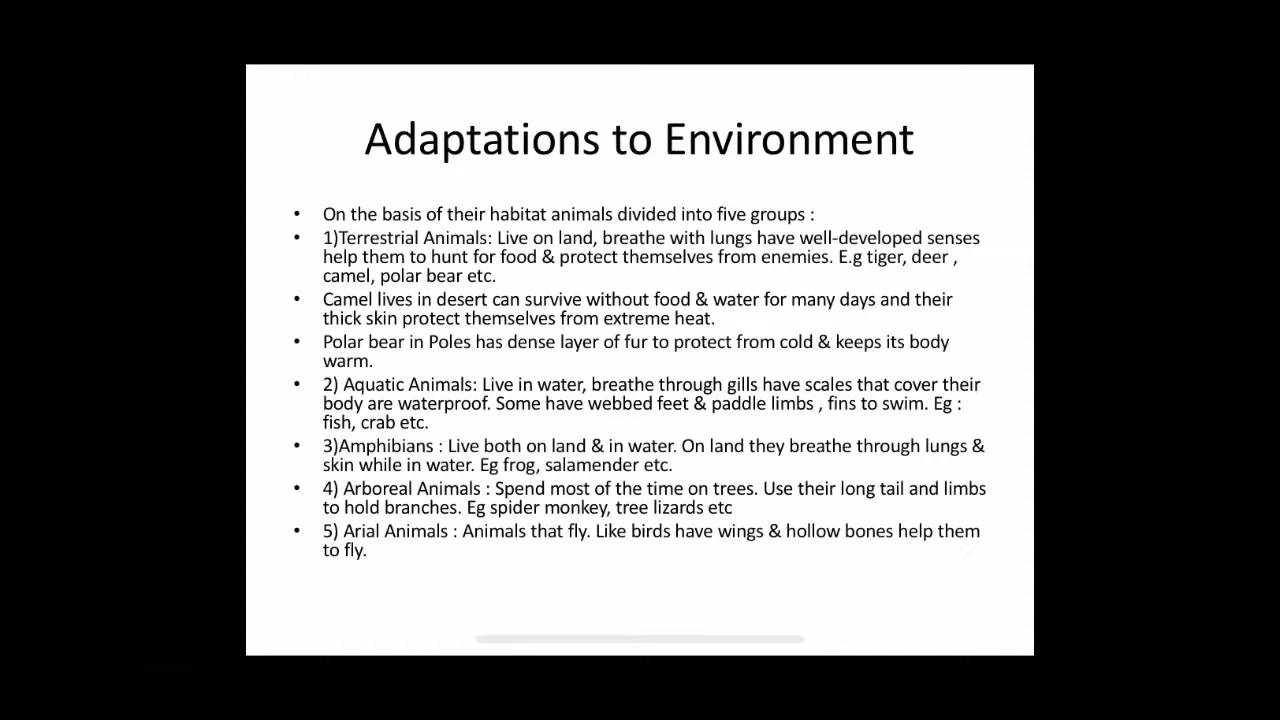 Adaptations to Environment
• On the basis of their habitat animals divided into five groups :
• 1)Terrestrial Animals: Live on land, breathe with lungs have well-developed senses
help them to hunt for food & protect themselves from enemies. E.g tiger, deer ,
camel, polar bear etc.
• Camel lives in desert can survive without food & water for many days and their
thick skin protect themselves from extreme heat.
• Polar bear in Poles has dense layer of fur to protect from cold & keeps its body
warm.
• 2) Aquatic Animals: Live in water, breathe through gills have scales that cover their
body are waterproof. Some have webbed feet & paddle limbs , fins to swim. Eg :
fish, crab etc.
• 3)Amphibians : Live both on land & in water. On land they breathe through lungs &
skin while in water. Eg frog, salamender etc.
• 4) Arboreal Animals : Spend most of the time on trees. Use their long tail and limbs
to hold branches. Eg spider monkey, tree lizards etc
• 5) Arial Animals : Animals that fly. Like birds have wings & hollow bones help them
to fly.